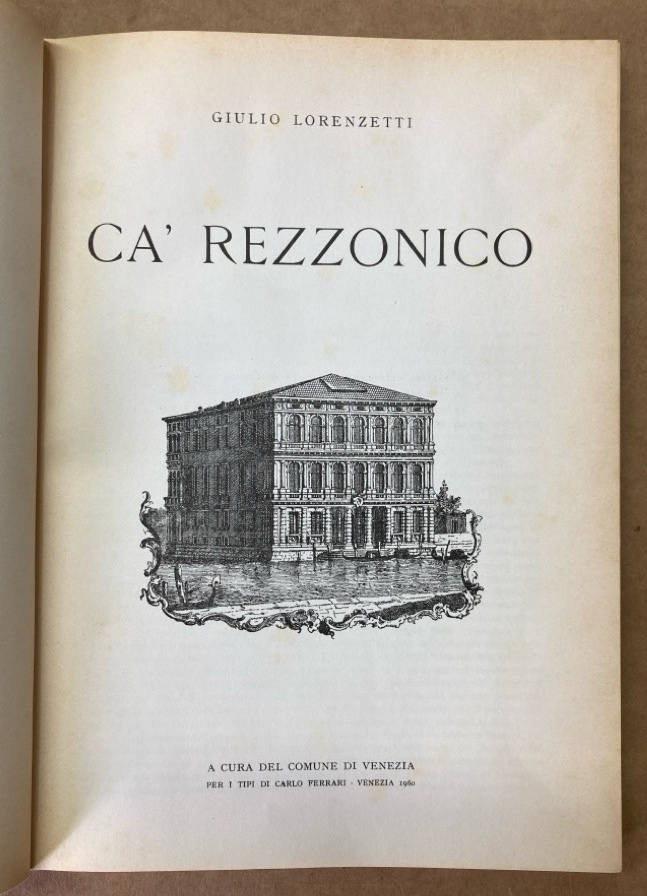 GIULIO LORENZETTI
CA' REZZONICO
A CURA DEL COMUNE DI VENEZIA
PER I TIPI DI CARLO FERRARI - VENEZIA 1960